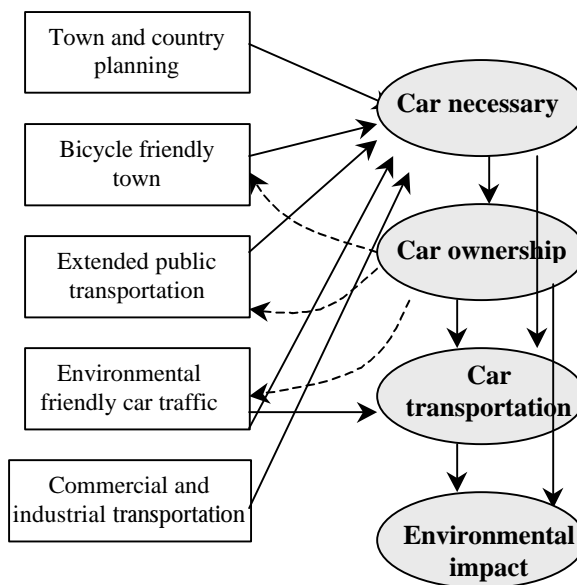 Town and country
planning
Bicycle friendly
town
Extended public
transportation
Environmental
friendly car traffic
Commercial and
industrial transportation
Car necessary
Car ownership
Car
transportation
Environmental
impact